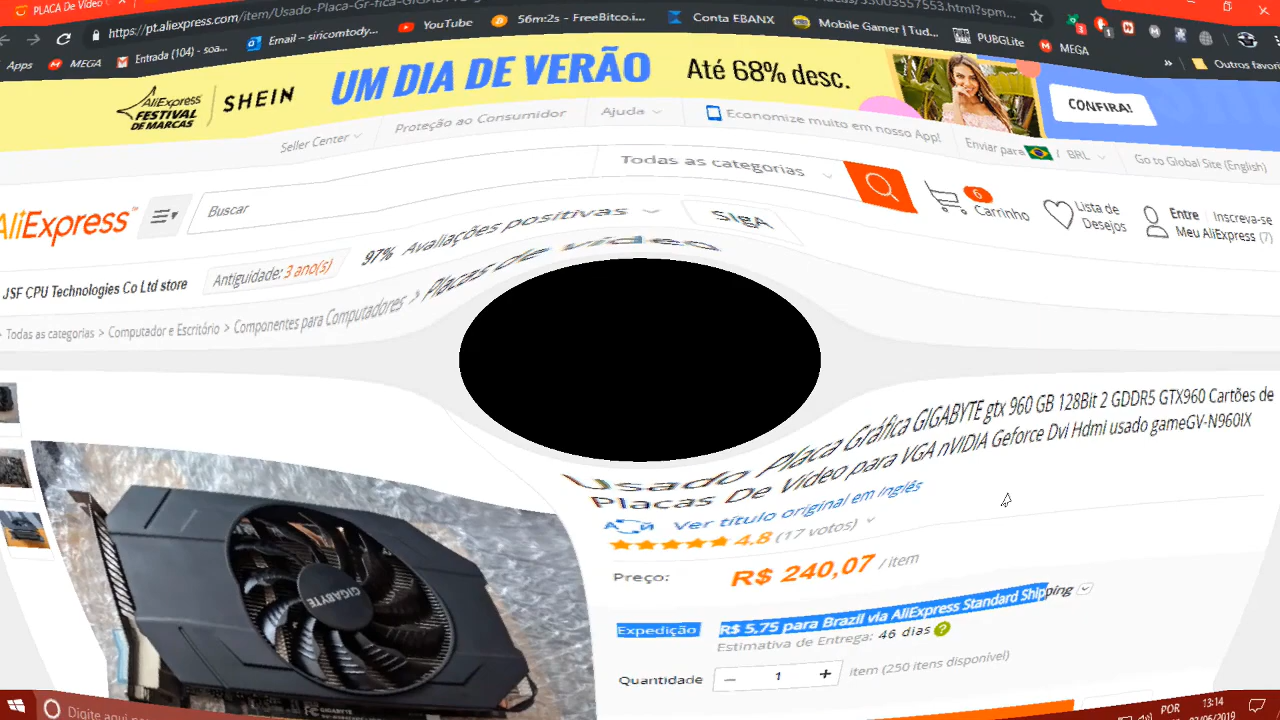 PLACA De Vídeo
https://pt.aliexpress.com/item/Usado-Placa-Gr-fica-GIGABYTE
33003557553.html?spm...
Apps MEGA Entrada (104) - soa... Email – siricomtody... YouTube 56m:2s - FreeBitco.i... Conta EBANX Mobile Gamer | Tud... PUBGLite MEGA » Outros favori
AliExpress FESTIVAL DE MARCAS SHEIN UM DIA DE VERÃO Até 68% desc. CONFIRA!
Seller Center Proteção ao Consumidor Ajuda Economize muito em nosso App! Enviar para / BRL Go to Global Site (English)
AliExpress Buscar Todas as categorias 6 Carrinho Lista de Desejos Entre Inscreva-se
Meu AliExpress (7)
JSF CPU Technologies Co Ltd store Antiguidade: 3 ano(s) 97% Avaliações positivas SigA
Todas as categorias > Computador e Escritório > Componentes para Computadores > Placas de vídeo
Usado Placa Gráfica GIGABYTE gtx 960 GB 128Bit 2 GDDR5 GTX960 Cartões de
Placas De Vídeo para VGA nVIDIA Geforce Dvi Hdmi usado gameGV-N960IX
Ver título original em Inglês
4.8 (17 votos)
Preço: R$ 240,07 / item
Expedição R$ 5,75 para Brazil via AliExpress Standard Shipping
Estimativa de Entrega: 46 dias ?
Quantidade − 1 + item (250 itens disponível)
GIGABYTE
GIGABYTE
Digite aqui
POR 13:14